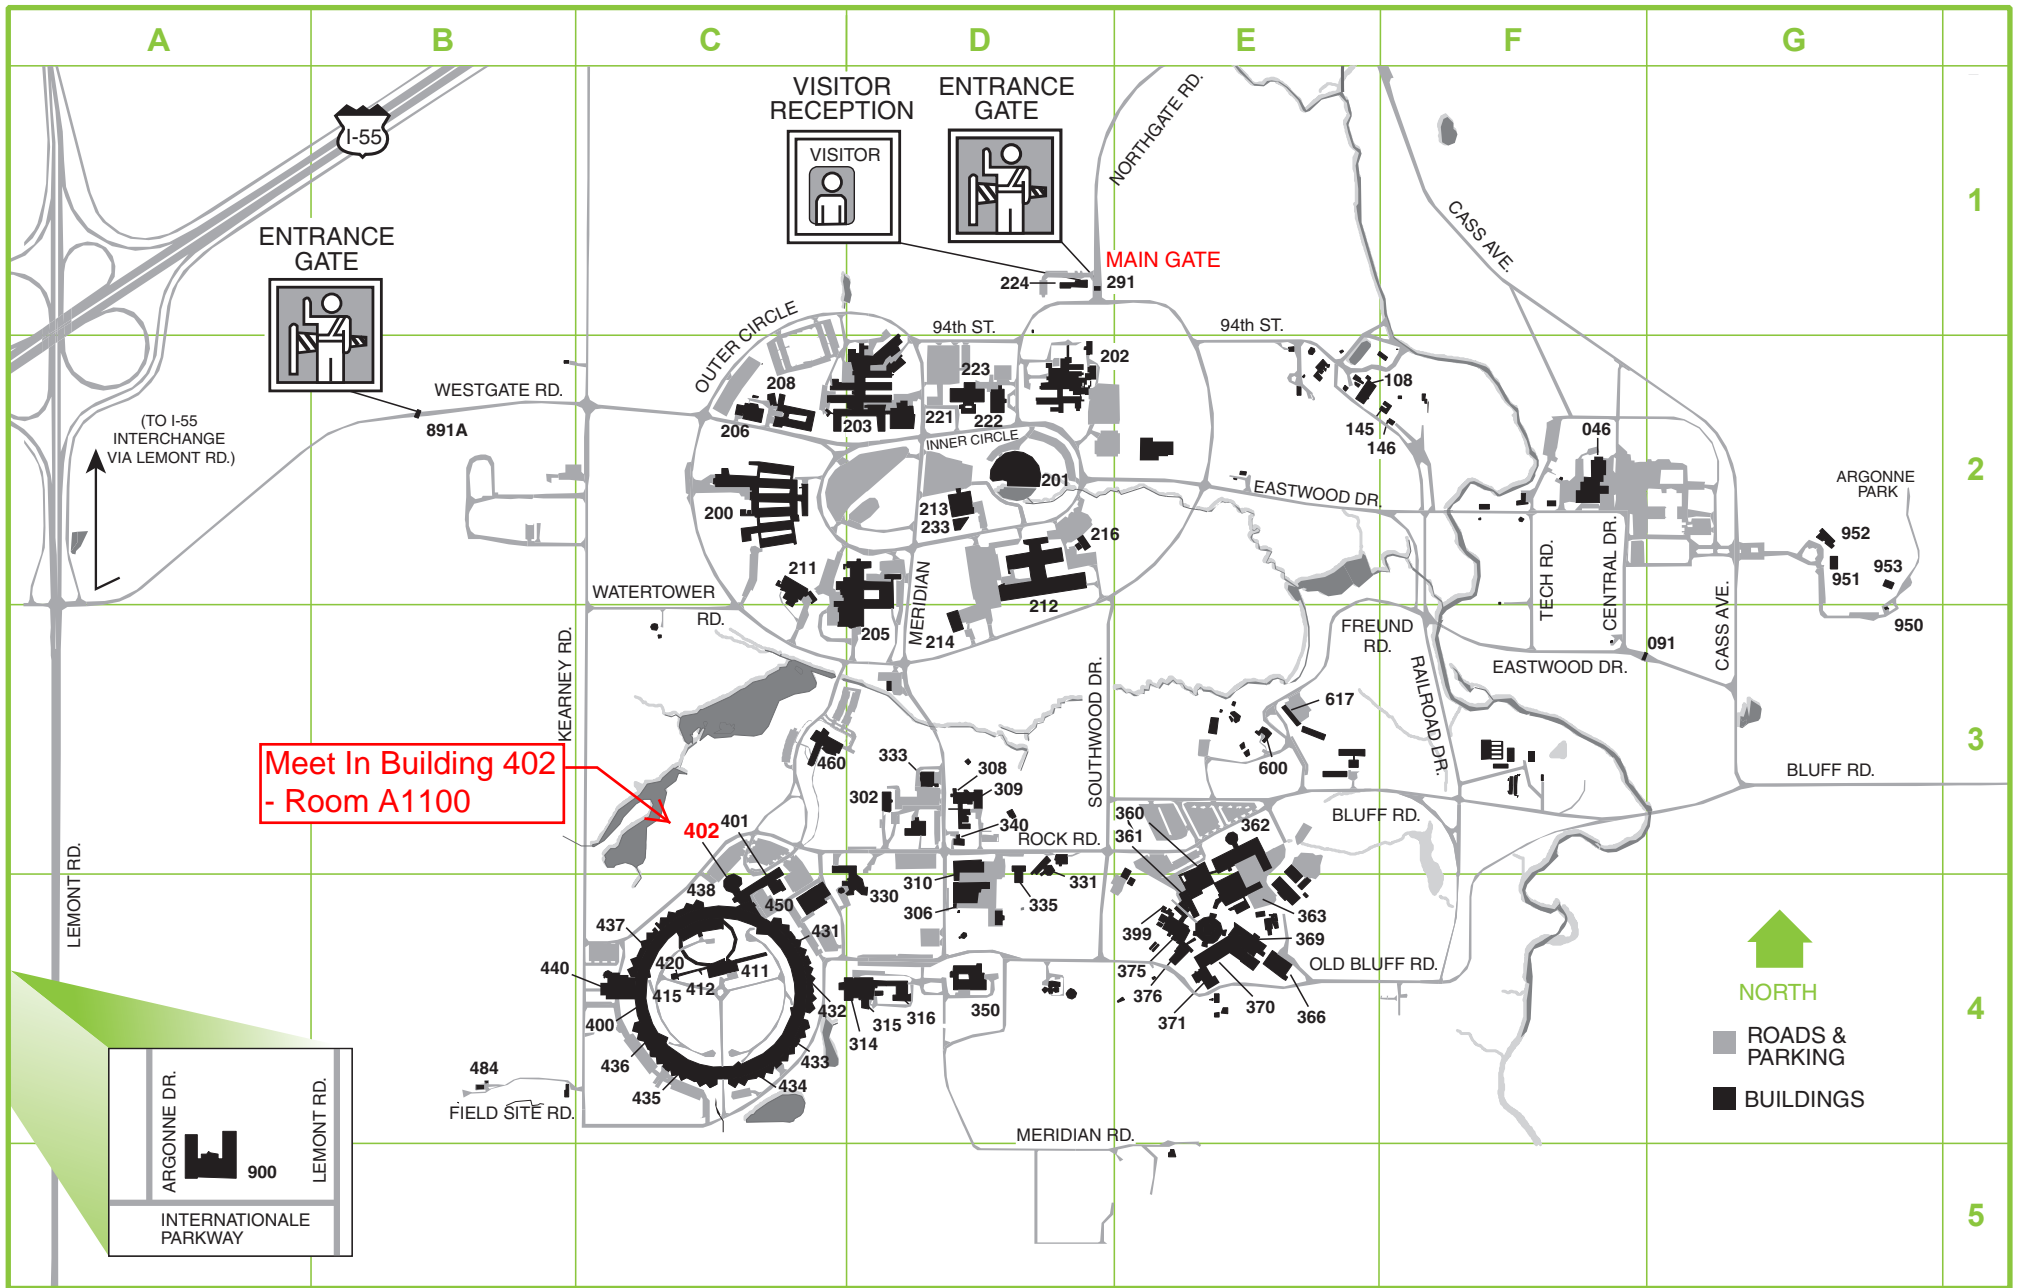 A
B
C
D
E
F
G
1
2
3
4
5
I-55
VISITOR
RECEPTION
VISITOR
ENTRANCE
GATE
NORTHGATE RD.
CASS AVE.
ENTRANCE
GATE
MAIN GATE
224
291
OUTER CIRCLE
94th ST.
94th ST.
202
223
208
108
WESTGATE RD.
206
203
221
222
145
146
891A
(TO I-55
INTERCHANGE
VIA LEMONT RD.)
INNER CIRCLE
046
201
ARGONNE
PARK
EASTWOOD DR.
200
213
233
216
952
951
953
950
211
WATERTOWER
RD.
MERIDIAN
212
205
214
TECH RD.
CENTRAL DR.
CASS AVE.
FREUND
RD.
091
EASTWOOD DR.
KEARNEY RD.
SOUTHWOOD DR.
RAILROAD DR.
617
600
460
333
308
309
302
340
BLUFF RD.
Meet In Building 402
- Room A1100
402
401
ROCK RD.
360
361
362
BLUFF RD.
LEMONT RD.
438
450
330
310
306
335
331
363
399
369
375
376
371
370
366
OLD BLUFF RD.
437
431
440
420
411
415
412
400
432
315
316
314
350
436
433
435
434
484
FIELD SITE RD.
MERIDIAN RD.
NORTH
ROADS &
PARKING
BUILDINGS
ARGONNE DR.
LEMONT RD.
900
INTERNATIONALE
PARKWAY